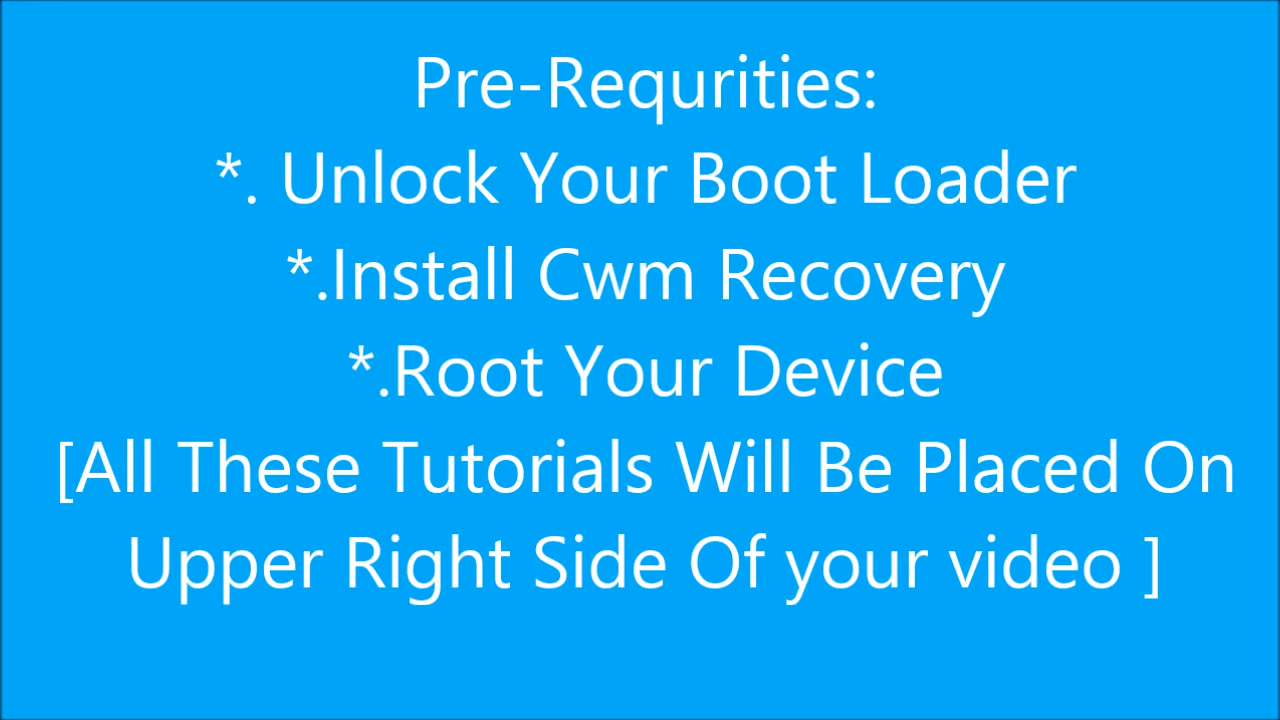 Pre-Requrities:
*. Unlock Your Boot Loader
*.Install Cwm Recovery
*.Root Your Device
[All These Tutorials Will Be Placed On
Upper Right Side Of your video ]